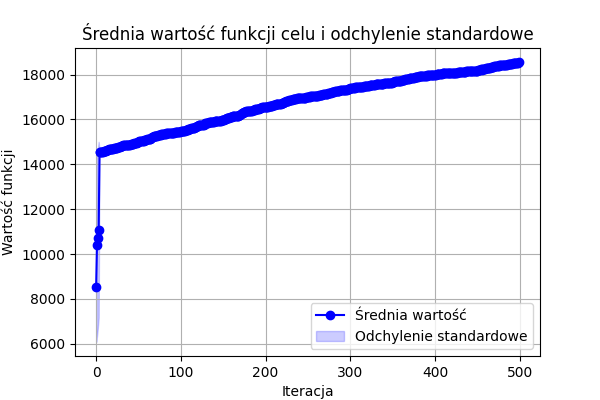 Średnia wartość funkcji celu i odchylenie standardowe
18000
16000
14000
12000
10000
8000
6000
Wartość funkcji
0 100 200 300 400 500
Iteracja
Średnia wartość
Odchylenie standardowe